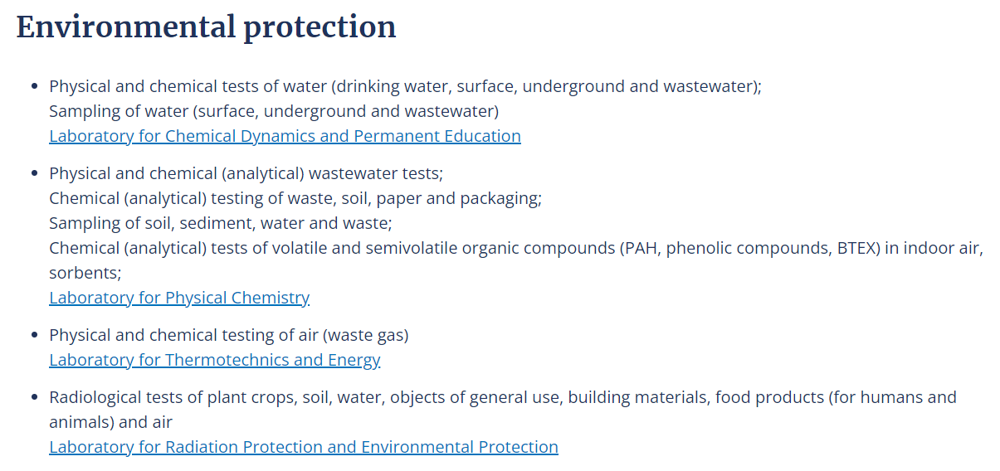 Environmental protection
• Physical and chemical tests of water (drinking water, surface, underground and wastewater);
Sampling of water (surface, underground and wastewater)
Laboratory for Chemical Dynamics and Permanent Education
• Physical and chemical (analytical) wastewater tests;
Chemical (analytical) testing of waste, soil, paper and packaging;
Sampling of soil, sediment, water and waste;
Chemical (analytical) tests of volatile and semivolatile organic compounds (PAH, phenolic compounds, BTEX) in indoor air,
sorbents;
Laboratory for Physical Chemistry
• Physical and chemical testing of air (waste gas)
Laboratory for Thermotechnics and Energy
• Radiological tests of plant crops, soil, water, objects of general use, building materials, food products (for humans and
animals) and air
Laboratory for Radiation Protection and Environmental Protection